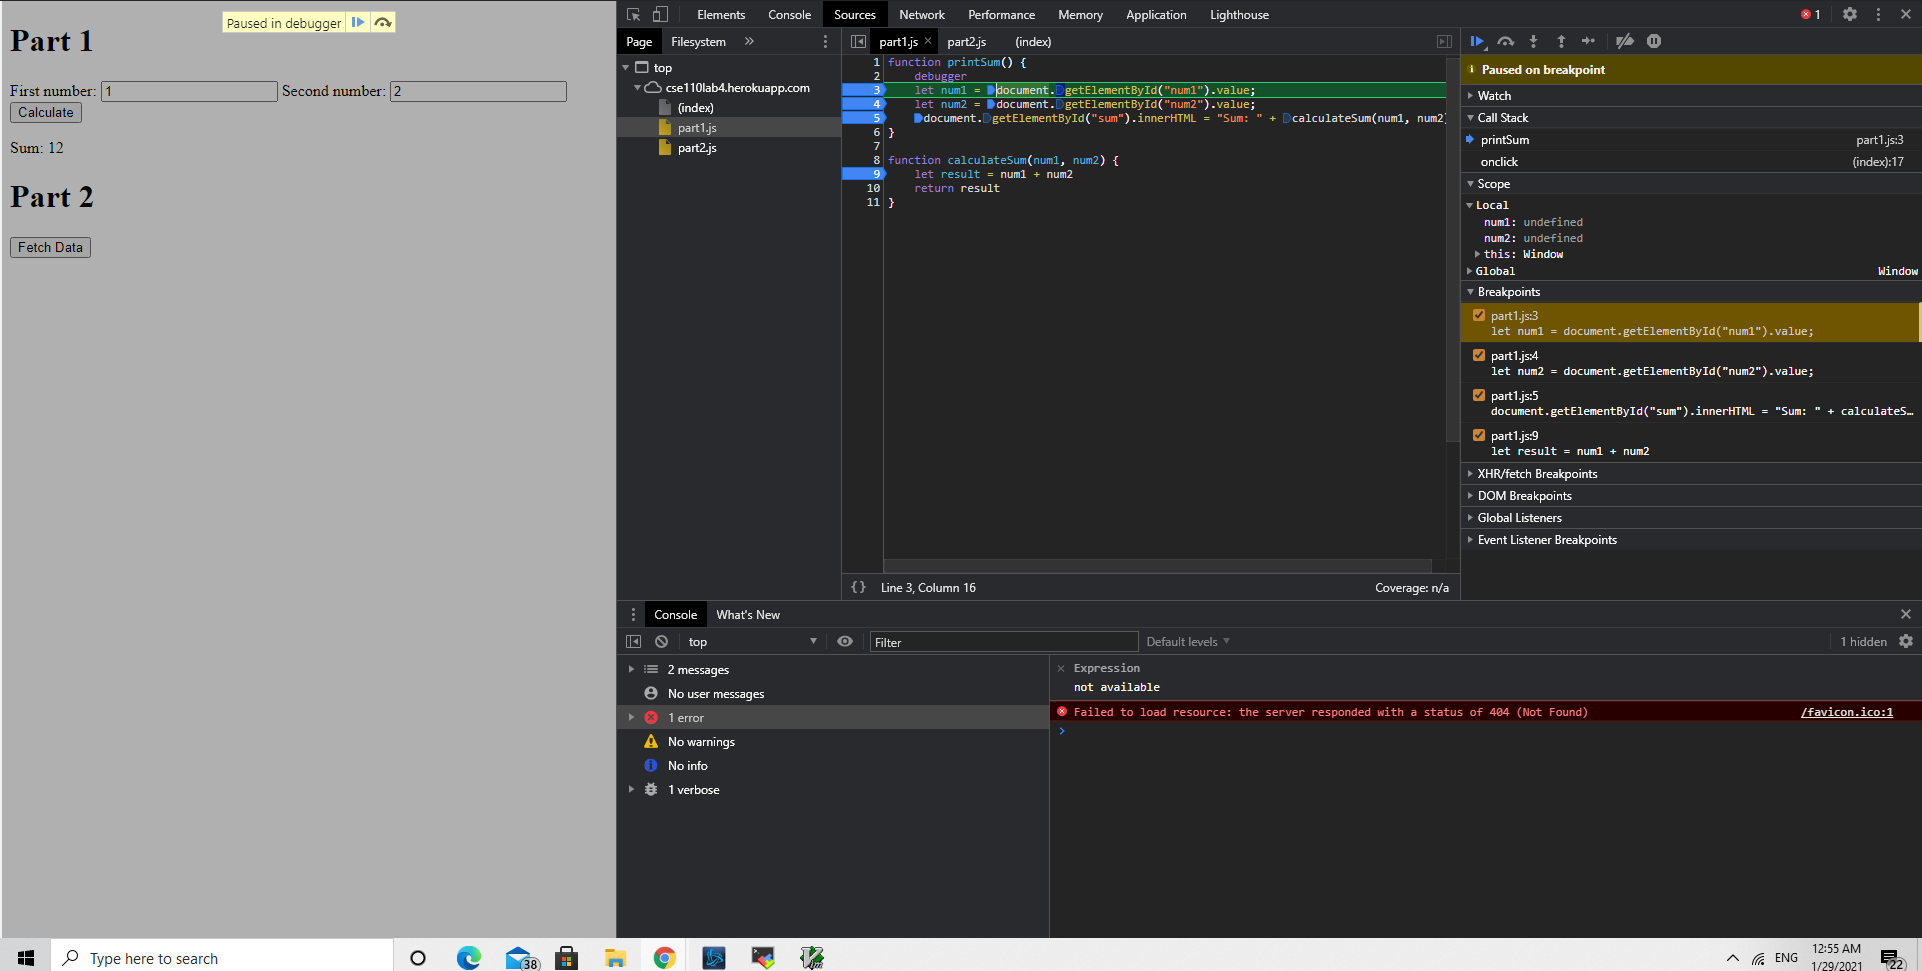 Paused in debugger
Part 1
First number: 1 Second number: 2
Calculate
Sum: 12
Part 2
Fetch Data
Elements Console Sources Network Performance Memory Application Lighthouse 1
Page Filesystem »
top
cse110lab4.herokuapp.com
(index)
part1.js
part2.js
part1.js × part2.js (index)
1 function printSum() {
2 debugger
3 let num1 = document.getElementById("num1").value;
4 let num2 = document.getElementById("num2").value;
5 document.getElementById("sum").innerHTML = "Sum: " + calculateSum(num1, num2)
6 }
7
8 function calculateSum(num1, num2) {
9 let result = num1 + num2
10 return result
11 }
{} Line 3, Column 16 Coverage: n/a
Paused on breakpoint
Watch
Call Stack
printSum part1.js:3
onclick (index):17
Scope
Local
num1: undefined
num2: undefined
this: Window
Global Window
Breakpoints
part1.js:3
let num1 = document.getElementById("num1").value;
part1.js:4
let num2 = document.getElementById("num2").value;
part1.js:5
document.getElementById("sum").innerHTML = "Sum: " + calculateS…
part1.js:9
let result = num1 + num2
XHR/fetch Breakpoints
DOM Breakpoints
Global Listeners
Event Listener Breakpoints
Console What's New
top Filter Default levels 1 hidden
2 messages
No user messages
1 error
No warnings
No info
1 verbose
Expression
not available
Failed to load resource: the server responded with a status of 404 (Not Found) /favicon.ico:1
Type here to search
38
ENG
12:55 AM
1/29/2021
22